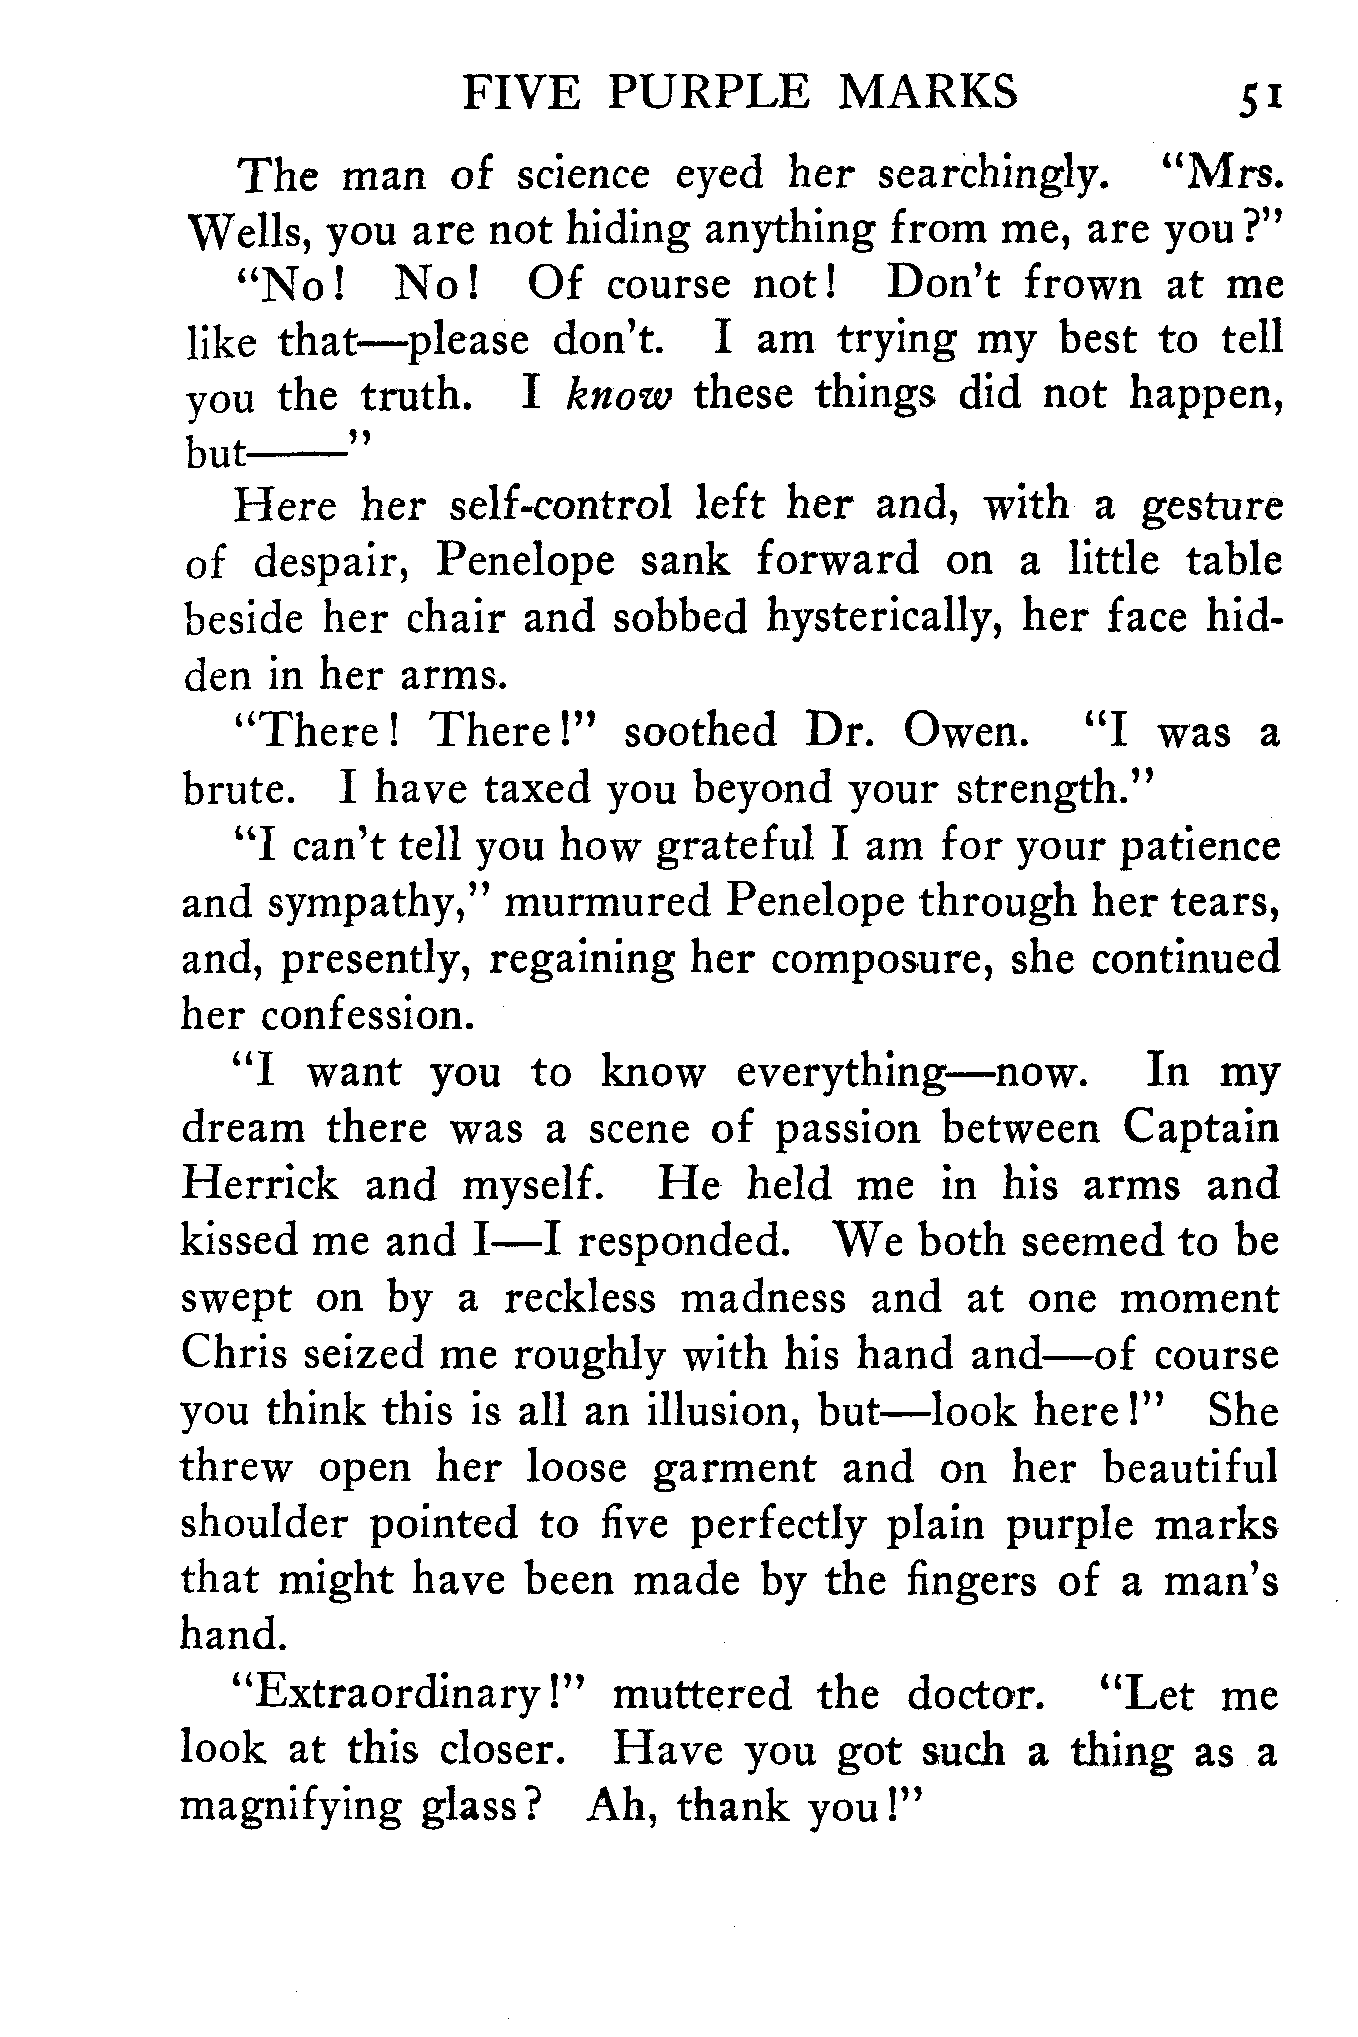 FIVE PURPLE MARKS 51
The man of science eyed her searchingly. "Mrs.
Wells, you are not hiding anything from me, are you?"
"No! No! Of course not! Don't frown at me
like that—please don't. I am trying my best to tell
you the truth. I know these things did not happen,
but——"
Here her self-control left her and, with a gesture
of despair, Penelope sank forward on a little table
beside her chair and sobbed hysterically, her face hid-
den in her arms.
"There! There!" soothed Dr. Owen. "I was a
brute. I have taxed you beyond your strength."
"I can't tell you how grateful I am for your patience
and sympathy," murmured Penelope through her tears,
and, presently, regaining her composure, she continued
her confession.
"I want you to know everything—now. In my
dream there was a scene of passion between Captain
Herrick and myself. He held me in his arms and
kissed me and I—I responded. We both seemed to be
swept on by a reckless madness and at one moment
Chris seized me roughly with his hand and—of course
you think this is all an illusion, but—look here!" She
threw open her loose garment and on her beautiful
shoulder pointed to five perfectly plain purple marks
that might have been made by the fingers of a man's
hand.
"Extraordinary!" muttered the doctor. "Let me
look at this closer. Have you got such a thing as a
magnifying glass? Ah, thank you!"